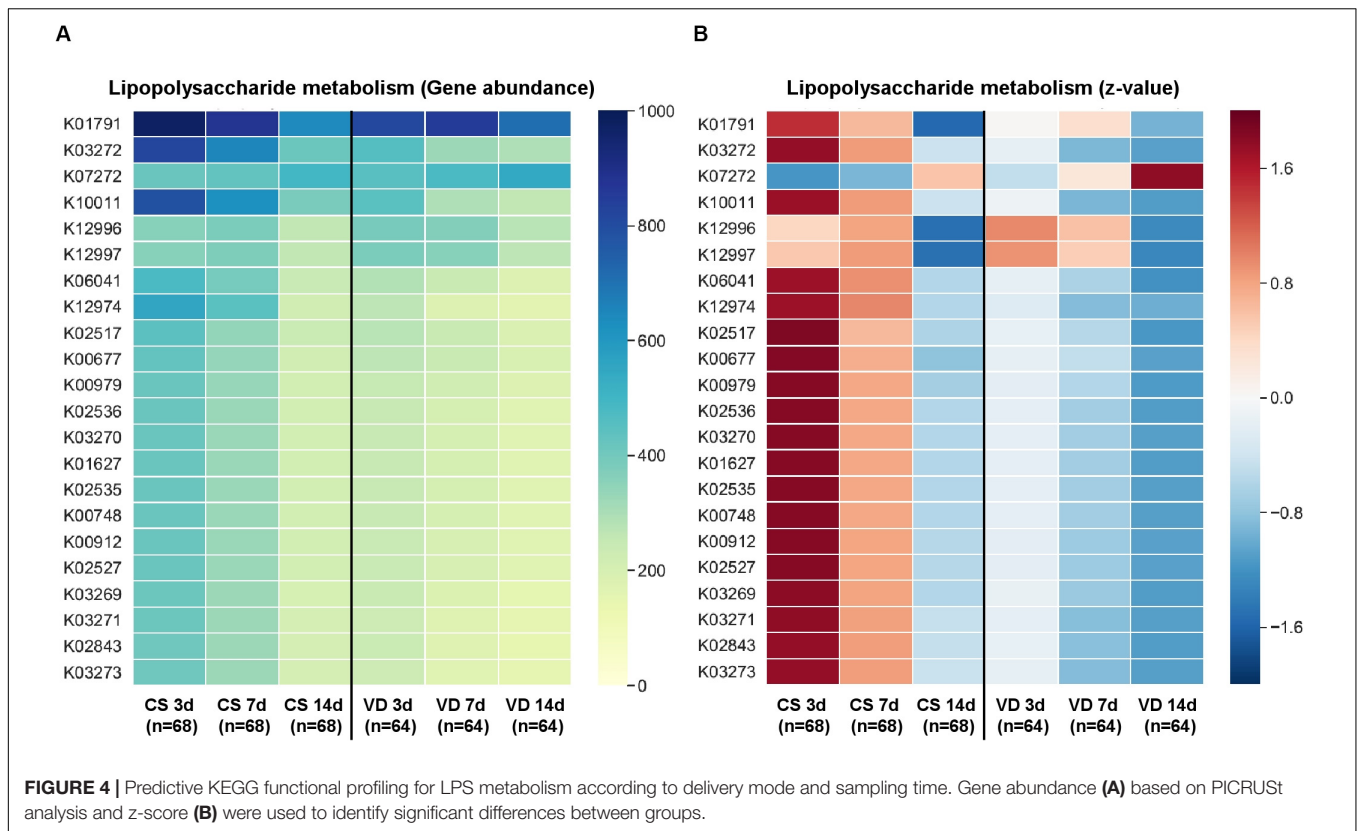 A
Lipopolysaccharide metabolism (Gene abundance)
K01791
K03272
K07272
K10011
K12996
K12997
K06041
K12974
K02517
K00677
K00979
K02536
K03270
K01627
K02535
K00748
K00912
K02527
K03269
K03271
K02843
K03273
CS 3d CS 7d CS 14d VD 3d VD 7d VD 14d
(n=68) (n=68) (n=68) (n=64) (n=64) (n=64)
1000
800
600
400
200
0
B
Lipopolysaccharide metabolism (z-value)
K01791
K03272
K07272
K10011
K12996
K12997
K06041
K12974
K02517
K00677
K00979
K02536
K03270
K01627
K02535
K00748
K00912
K02527
K03269
K03271
K02843
K03273
CS 3d CS 7d CS 14d VD 3d VD 7d VD 14d
(n=68) (n=68) (n=68) (n=64) (n=64) (n=64)
1.6
0.8
0.0
−0.8
−1.6
FIGURE 4 | Predictive KEGG functional profiling for LPS metabolism according to delivery mode and sampling time. Gene abundance (A) based on PICRUSt
analysis and z-score (B) were used to identify significant differences between groups.